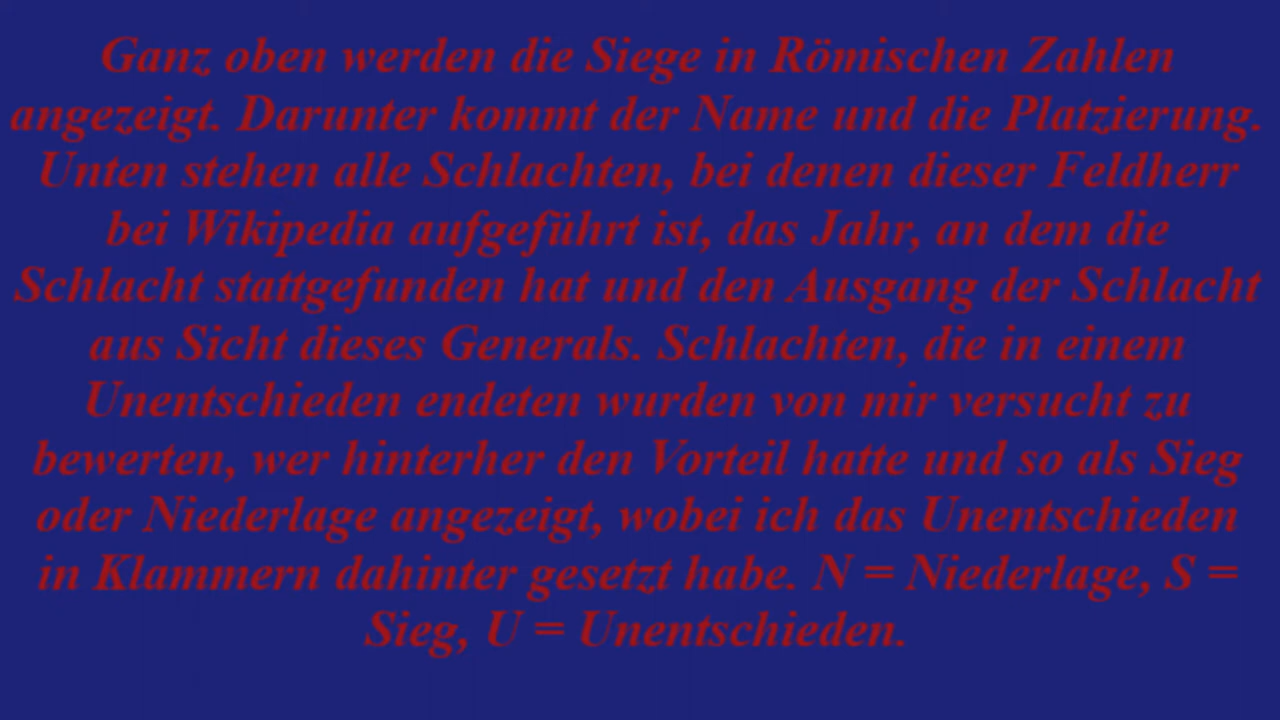 Ganz oben werden die Siege in Römischen Zahlen
angezeigt. Darunter kommt der Name und die Platzierung.
Unten stehen alle Schlachten, bei denen dieser Feldherr
bei Wikipedia aufgeführt ist, das Jahr, an dem die
Schlacht stattgefunden hat und den Ausgang der Schlacht
aus Sicht dieses Generals. Schlachten, die in einem
Unentschieden endeten wurden von mir versucht zu
bewerten, wer hinterher den Vorteil hatte und so als Sieg
oder Niederlage angezeigt, wobei ich das Unentschieden
in Klammern dahinter gesetzt habe. N = Niederlage, S =
Sieg, U = Unentschieden.